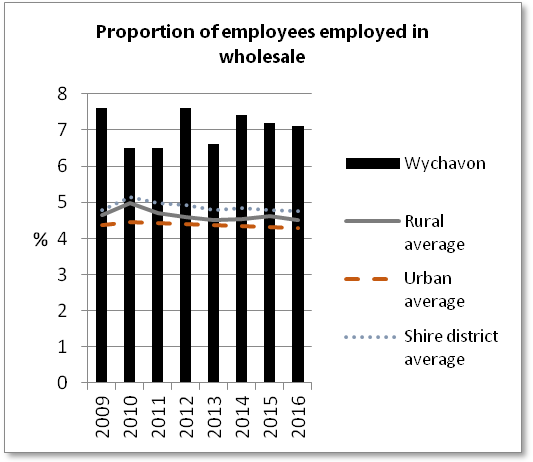 Proportion of employees employed in
wholesale
8
7
6
5
4
3
2
1
0
%
2009
2010
2011
2012
2013
2014
2015
2016
Wychavon
Rural
average
Urban
average
Shire district
average